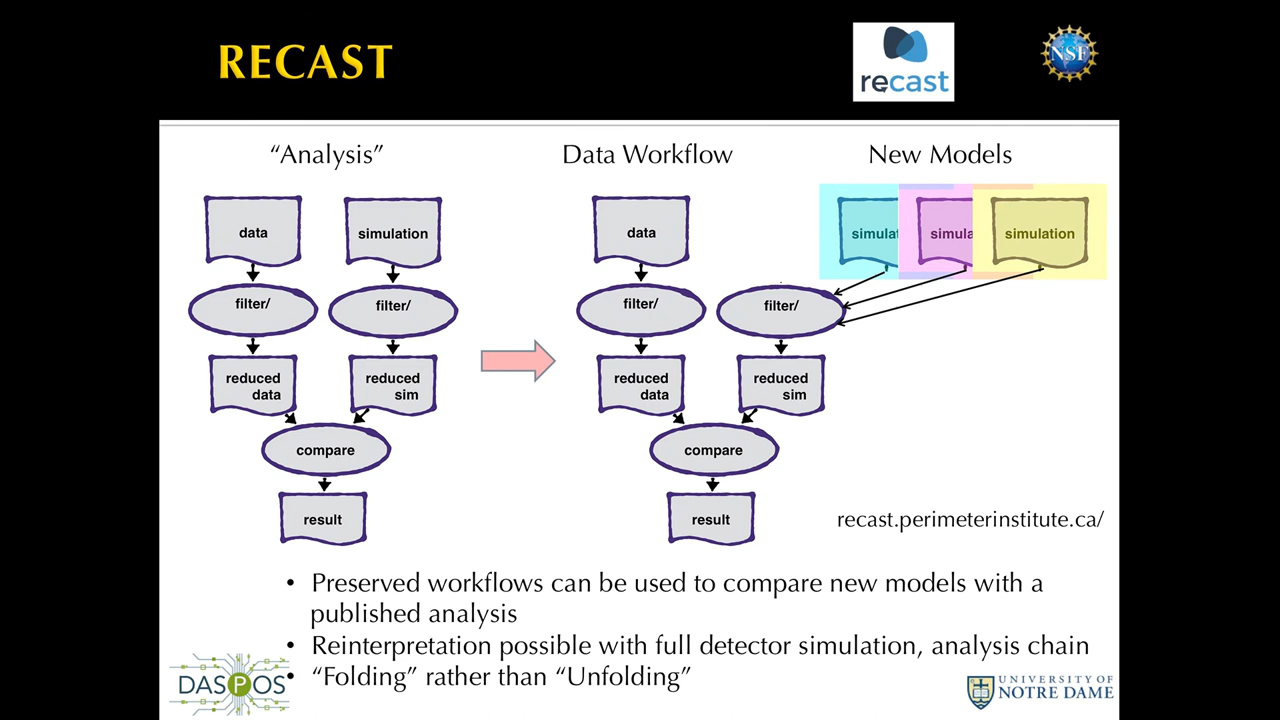 RECAST
recast
NSF
“Analysis”
Data Workflow
New Models
data
simulation
filter/
filter/
reduced
data
reduced
sim
compare
result
data
simulation
filter/
filter/
reduced
data
reduced
sim
compare
result
recast.perimeterinstitute.ca/
• Preserved workflows can be used to compare new models with a
published analysis
• Reinterpretation possible with full detector simulation, analysis chain
• “Folding” rather than “Unfolding”
DASPOS
UNIVERSITY OF
NOTRE DAME